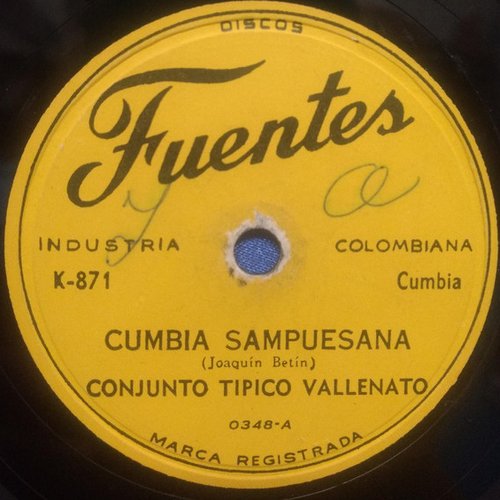 DISCOS
Fuentes
INDUSTRIA COLOMBIANA
K-871 Cumbia
CUMBIA SAMPUESANA
(Joaquín Betín)
CONJUNTO TIPICO VALLENATO
0348-A
MARCA REGISTRADA